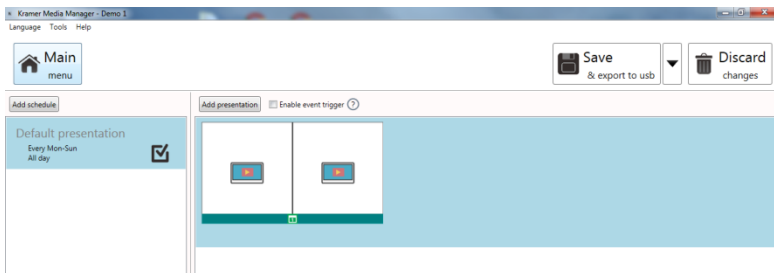 Kramer Media Manager - Demo 1
Language Tools Help
Main
menu
Save
& export to usb
Discard
changes
Add schedule
Add presentation
Enable event trigger ?
Default presentation
Every Mon-Sun
All day